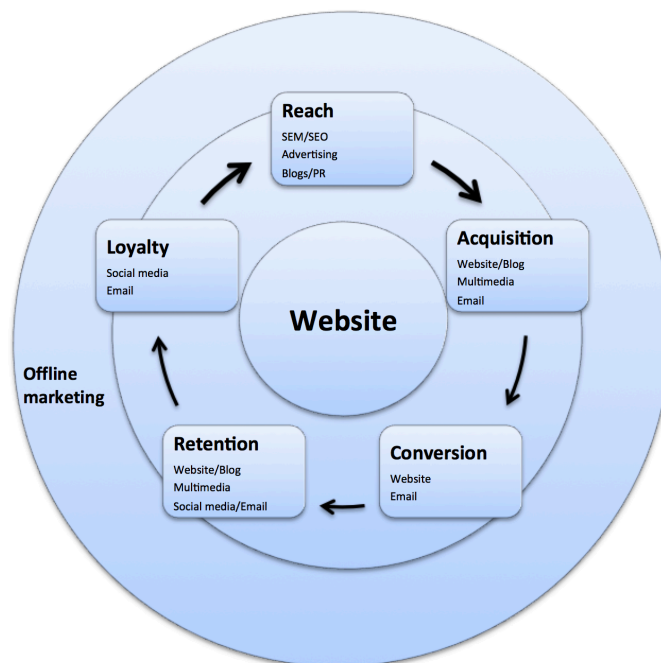 Reach
SEM/SEO
Advertising
Blogs/PR
Acquisition
Website/Blog
Multimedia
Email
Conversion
Website
Email
Retention
Website/Blog
Multimedia
Social media/Email
Loyalty
Social media
Email
Website
Offline
marketing